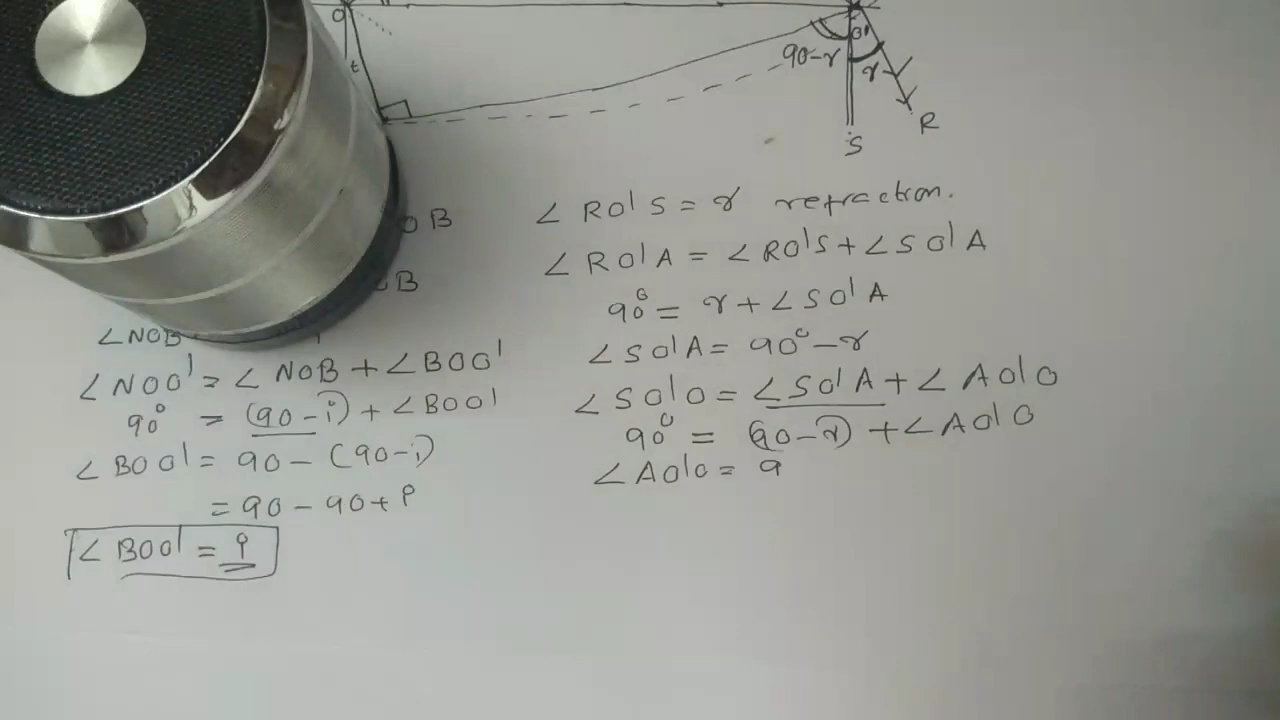 O
t
90-r
O'
r
R
S
B
B
∠NOB
∠NOO' = ∠NOB + ∠BOO'
90° = (90-i) + ∠BOO'
∠BOO' = 90 - (90-i)
= 90 - 90 + i
∠BOO' = i
∠RO'S = r refraction.
∠RO'A = ∠RO'S + ∠SO'A
90° = r + ∠SO'A
∠SO'A = 90° - r
∠SO'O = ∠SO'A + ∠AO'O
90° = (90-r) + ∠AO'O
∠AO'O = 9